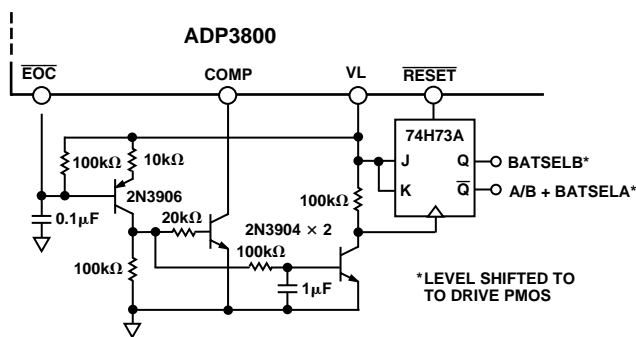 ADP3800
EOC
COMP
VL
RESET
74H73A
100kΩ
10kΩ
100kΩ
J
Q
BATSELB*
K
Q
A/B + BATSELA*
2N3906
0.1μF
20kΩ
2N3904 × 2
100kΩ
100kΩ
1μF
*LEVEL SHIFTED TO
TO DRIVE PMOS